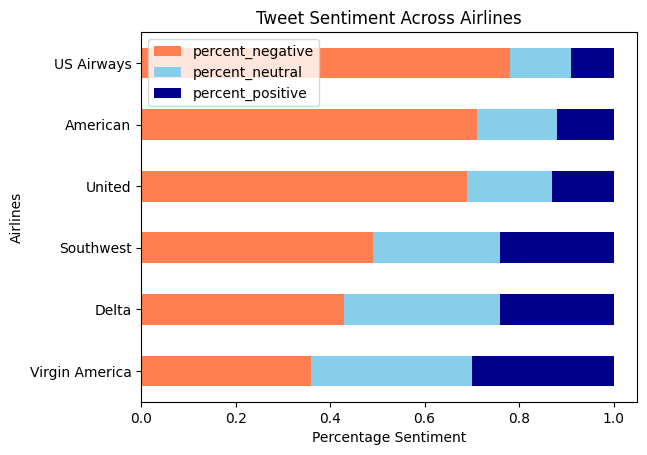 Tweet Sentiment Across Airlines
percent_negative
percent_neutral
percent_positive
US Airways
American
United
Southwest
Delta
Virgin America
Airlines
0.0 0.2 0.4 0.6 0.8 1.0
Percentage Sentiment